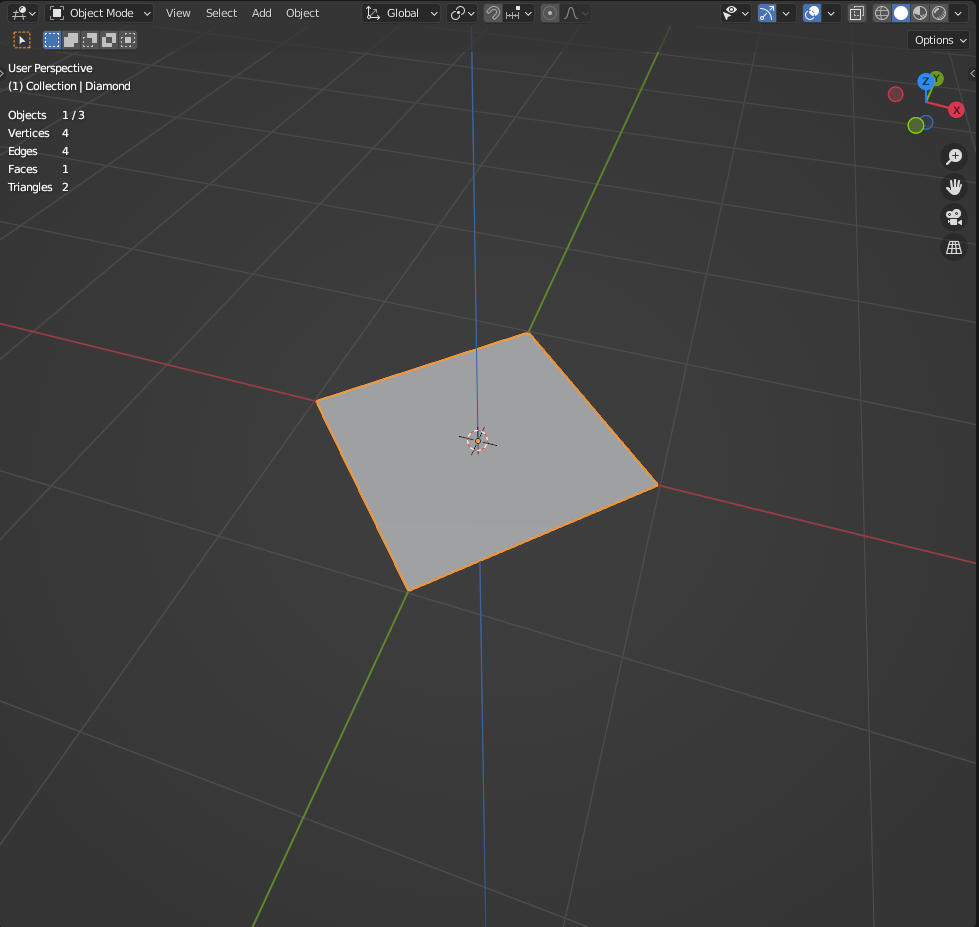 Object Mode View Select Add Object Global
Options
User Perspective
(1) Collection | Diamond
Objects 1 / 3
Vertices 4
Edges 4
Faces 1
Triangles 2
Z
Y
X